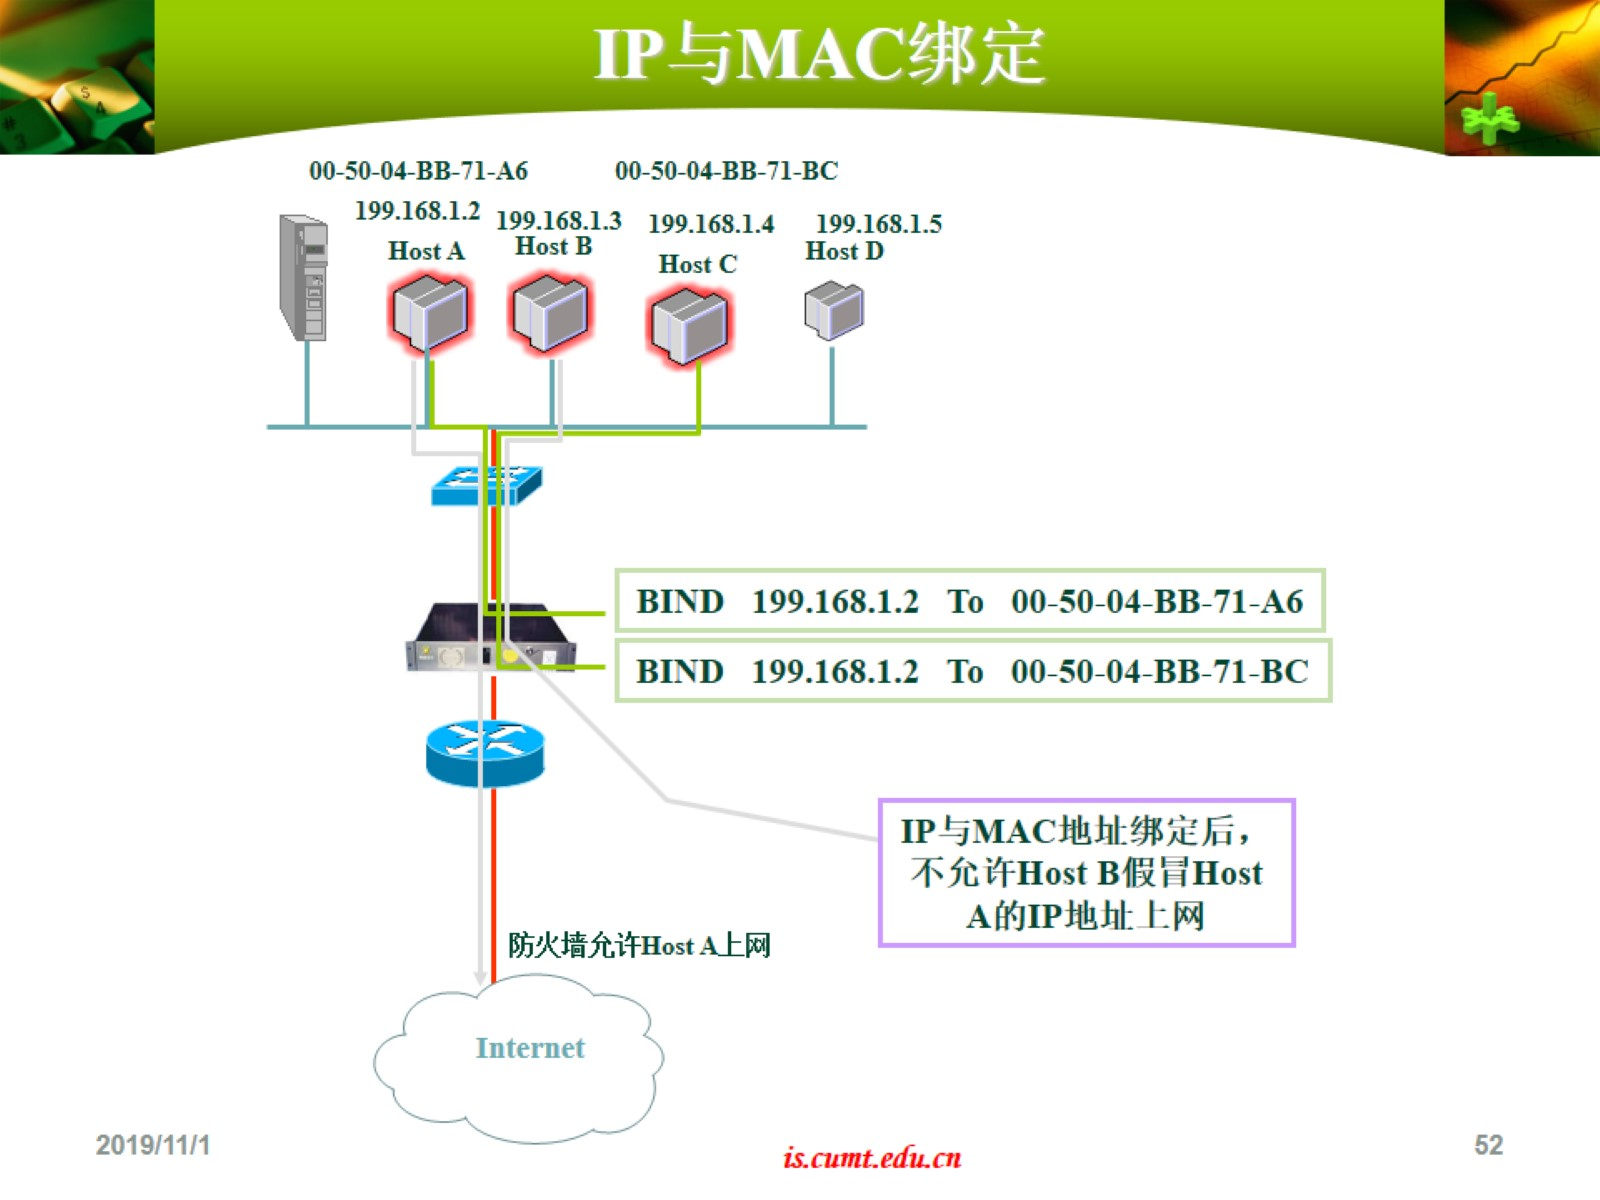 IP与MAC绑定
00-50-04-BB-71-A6
00-50-04-BB-71-BC
199.168.1.2
199.168.1.3
199.168.1.4
199.168.1.5
Host A
Host B
Host C
Host D
BIND 199.168.1.2 To 00-50-04-BB-71-A6
BIND 199.168.1.2 To 00-50-04-BB-71-BC
IP与MAC地址绑定后，
不允许Host B假冒Host
A的IP地址上网
防火墙允许Host A上网
Internet
2019/11/1
is.cumt.edu.cn
52